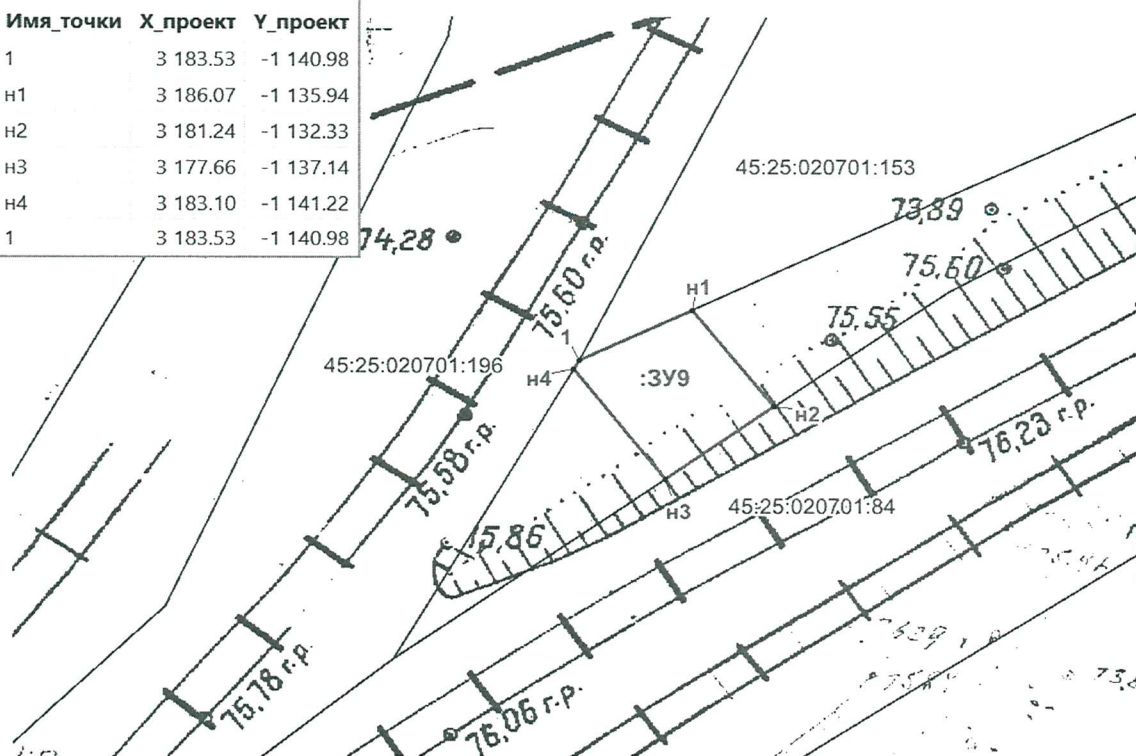 Имя_точки X_проект Y_проект
1 3 183.53 -1 140.98
н1 3 186.07 -1 135.94
н2 3 181.24 -1 132.33
н3 3 177.66 -1 137.14
н4 3 183.10 -1 141.22
1 3 183.53 -1 140.98
45:25:020701:153
73,89
74,28
75,60 г.р.
75,60
н1
75,55
1
45:25:020701:196
н4
:ЗУ9
н2
76,23 г.р.
75,58 г.р.
45:25:020701:84
н3
75,86
75,78 г.р.
76,06 г.р.